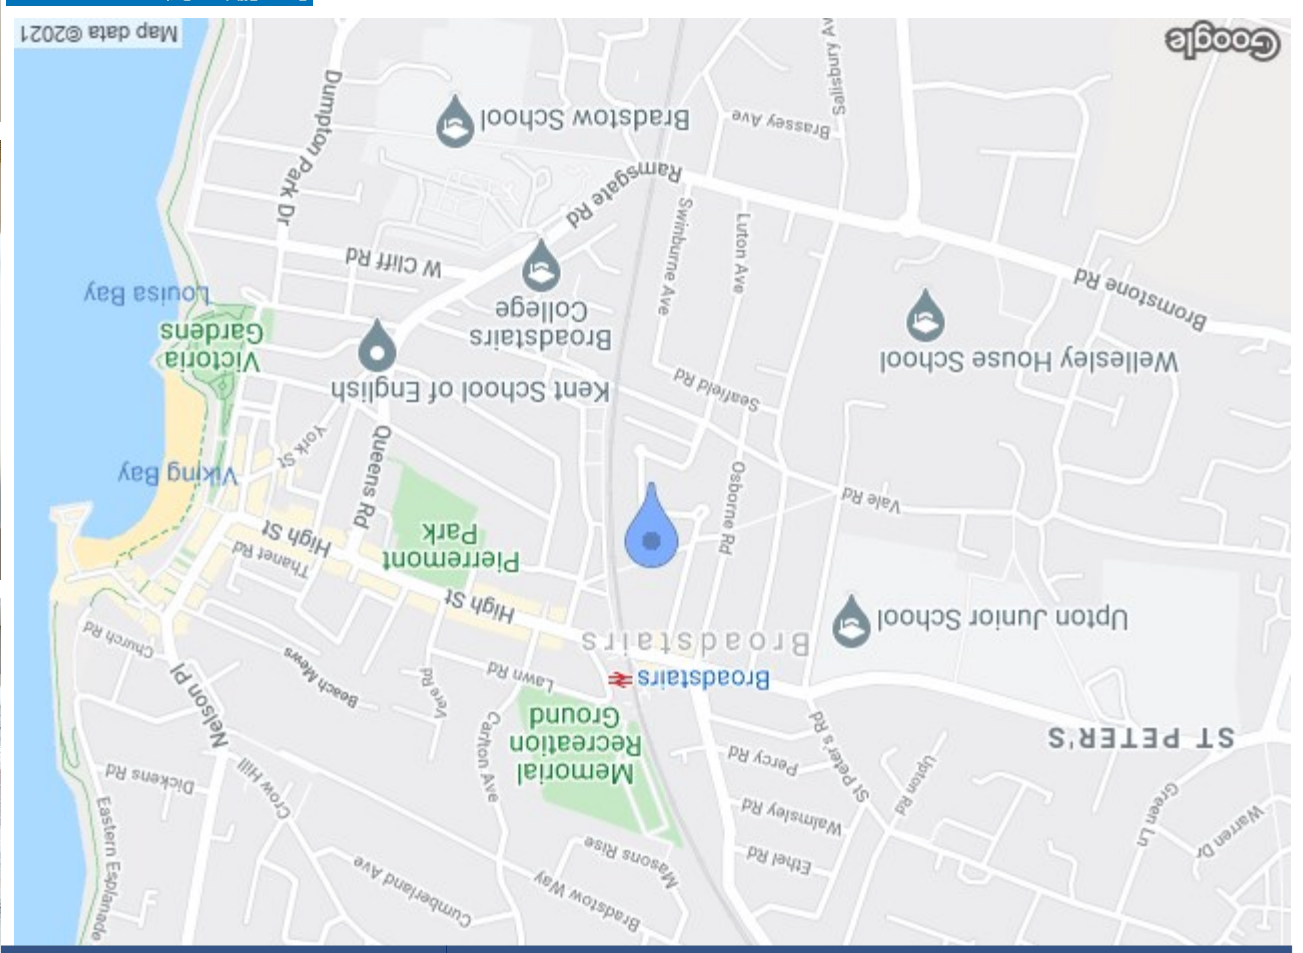 Bradstow Way
Cumberland Ave
Masons Rise
Eastern Esplanade
Ethel Rd
Warren Dr
Green Ln
Walmsley Rd
Upton Rd
St Peter's Rd
Percy Rd
Memorial
Recreation
Ground
Carlton Ave
Crow Hill
Dickens Rd
ST PETER'S
Nelson Pl
Vere Rd
Beach Mews
Lawn Rd
Broadstairs
Broadstairs
Church Rd
Upton Junior School
High St
Pierremont
Park
Thanet Rd
High St
Osborne Rd
Vale Rd
Queens Rd
Viking Bay
York St
Seafield Rd
Kent School of English
Wellesley House School
Victoria
Gardens
Broadstairs
College
Bromstone Rd
Louisa Bay
Luton Ave
Swinburne Ave
W Cliff Rd
Ramsgate Rd
Dumpton Park Dr
Brassey Ave
Bradstow School
Salisbury Av
Google
Map data ©2021